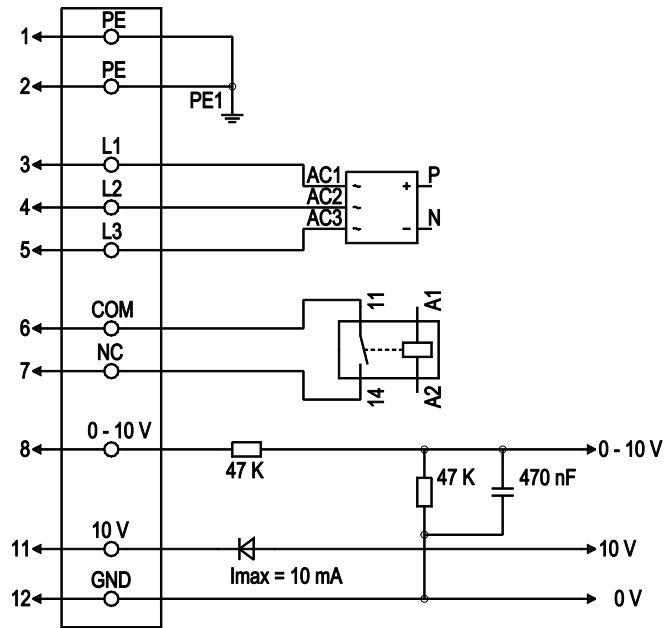 PE
1
PE
2
PE1
L1
3
AC1
P
~
+
L2
4
AC2
~
AC3
N
L3
5
~
–
COM
6
11
A1
NC
7
14
A2
0 - 10 V
8
0 - 10 V
47 K
47 K
470 nF
10 V
11
10 V
Imax = 10 mA
GND
12
0 V